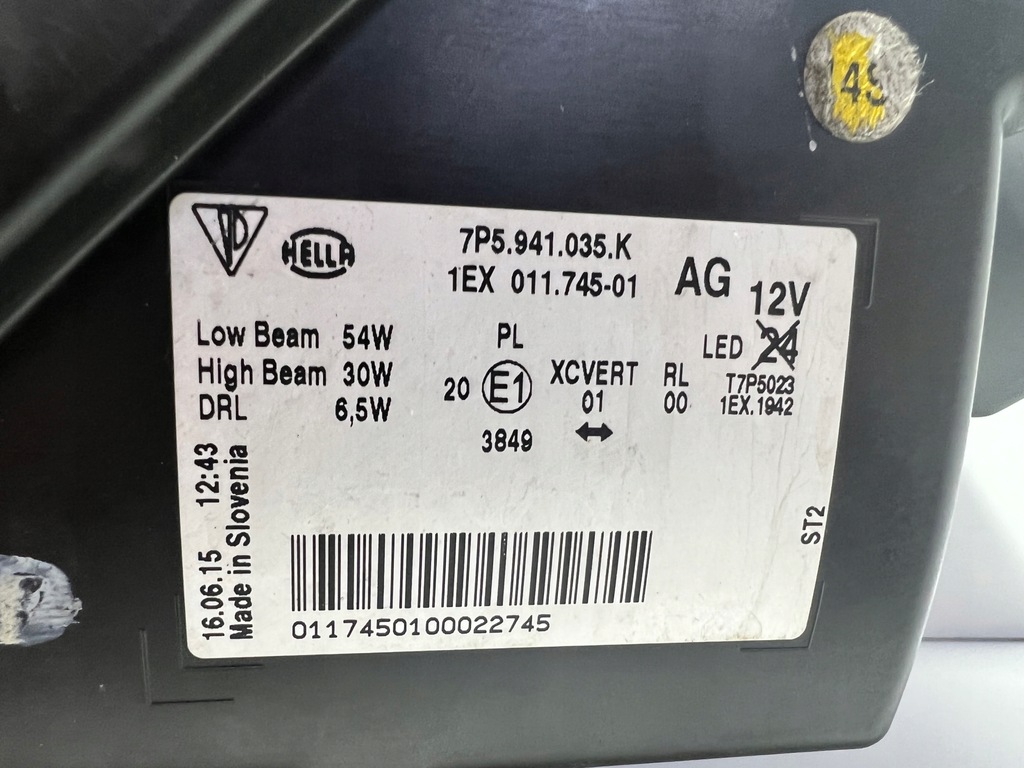 4S
HELLA
7P5.941.035.K
1EX 011.745-01
AG
12V
Low Beam 54W
High Beam 30W
DRL 6,5W
PL
20 E1
3849
XCVERT
01
RL
00
LED 24
T7P5023
1EX.1942
16.06.15 12:43
Made in Slovenia
ST2
0117450100022745